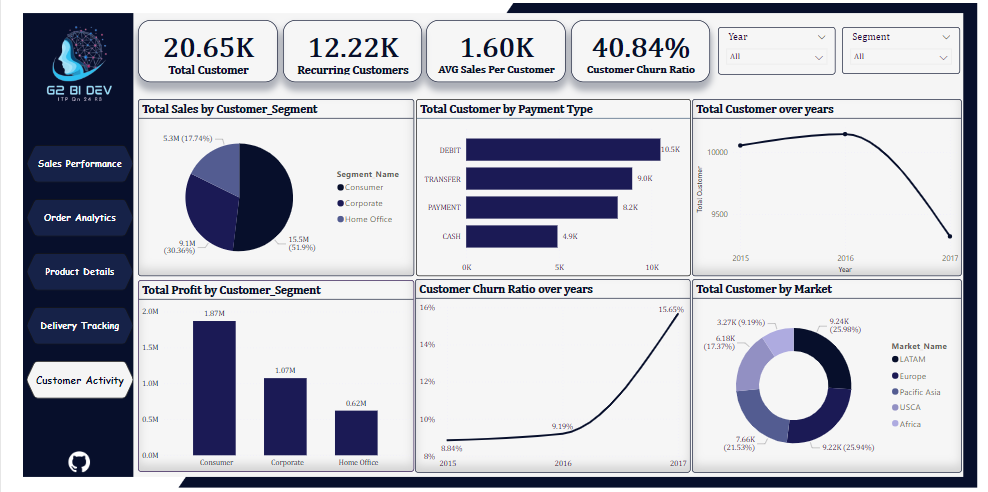 G2 BI DEV
ITP Qn 24 R3
Sales Performance
Order Analytics
Product Details
Delivery Tracking
Customer Activity
20.65K
Total Customer
12.22K
Recurring Customers
1.60K
AVG Sales Per Customer
40.84%
Customer Churn Ratio
Year
All
Segment
All
Total Sales by Customer_Segment
5.3M (17.74%)
9.1M
(30.36%)
15.5M
(51.9%)
Segment Name
Consumer
Corporate
Home Office
Total Customer by Payment Type
DEBIT
10.5K
TRANSFER
9.0K
PAYMENT
8.2K
CASH
4.9K
0K
5K
10K
Total Customer over years
Total Customer
10000
9500
2015
2016
2017
Year
Total Profit by Customer_Segment
2.0M
1.5M
1.0M
0.5M
0.0M
1.87M
1.07M
0.62M
Consumer
Corporate
Home Office
Customer Churn Ratio over years
16%
14%
12%
10%
8%
8.84%
9.19%
15.65%
2015
2016
2017
Total Customer by Market
3.27K (9.19%)
6.18K
(17.37%)
7.66K
(21.53%)
9.24K
(25.98%)
9.22K (25.94%)
Market Name
LATAM
Europe
Pacific Asia
USCA
Africa